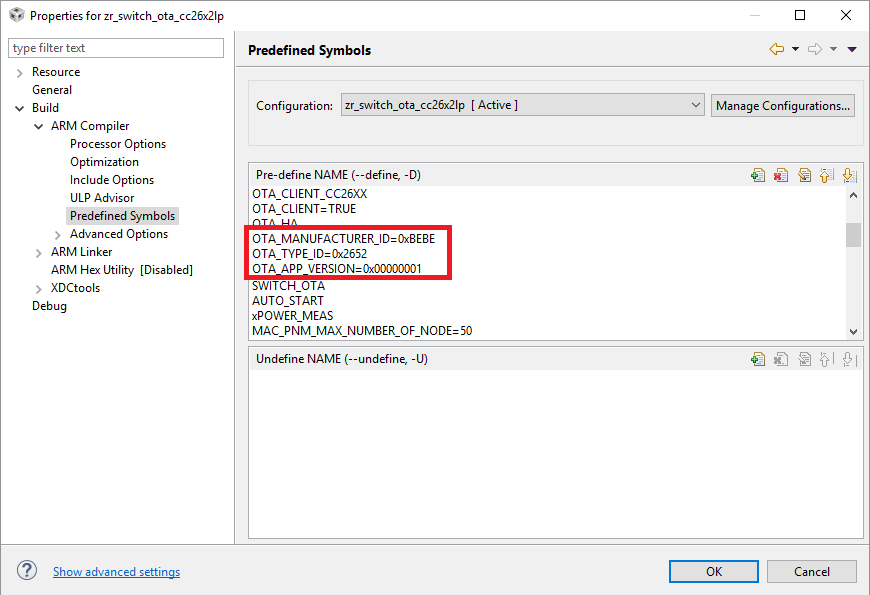 Properties for zr_switch_ota_cc26x2lp
type filter text
Resource
General
Build
ARM Compiler
Processor Options
Optimization
Include Options
ULP Advisor
Predefined Symbols
Advanced Options
ARM Linker
ARM Hex Utility [Disabled]
XDCtools
Debug
Predefined Symbols
Configuration: zr_switch_ota_cc26x2lp [ Active ] Manage Configurations...
Pre-define NAME (--define, -D)
OTA_CLIENT_CC26XX
OTA_CLIENT=TRUE
OTA_HA
OTA_MANUFACTURER_ID=0xBEBE
OTA_TYPE_ID=0x2652
OTA_APP_VERSION=0x00000001
SWITCH_OTA
AUTO_START
xPOWER_MEAS
MAC_PNM_MAX_NUMBER_OF_NODE=50
Undefine NAME (--undefine, -U)
? Show advanced settings OK Cancel